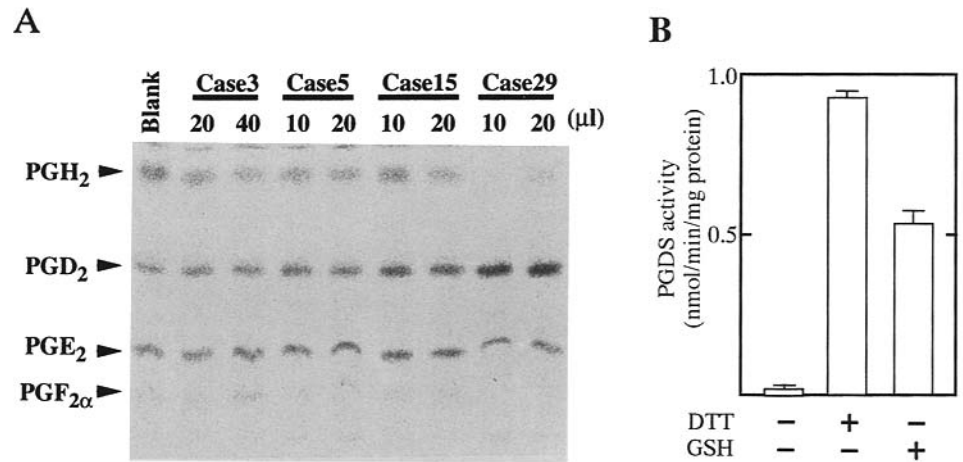 A
Blank
Case3 Case5 Case15 Case29
20 40 10 20 10 20 10 20 (μl)
PGH2
PGD2
PGE2
PGF2α
B
PGDS activity
(nmol/min/mg protein)
1.0
0.5
DTT − + −
GSH − − +